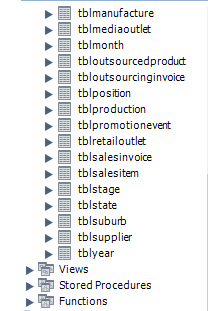 tblmanufacture
tblmediaoutlet
tblmonth
tbloutsourcedproduct
tbloutsourcinginvoice
tblposition
tblproduction
tblpromotionevent
tblretailoutlet
tblsalesinvoice
tblsalesitem
tblstage
tblstate
tblsuburb
tblsupplier
tblyear
Views
Stored Procedures
Functions